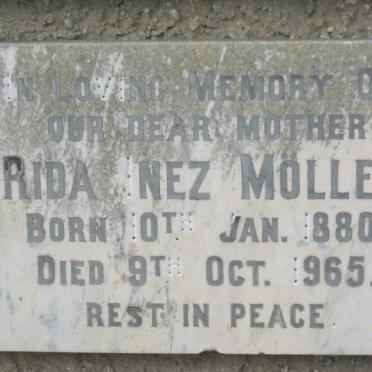 IN LOVING MEMORY O
OUR DEAR MOTHER
RIDA INEZ MOLLE
BORN 10TH JAN. 1880
DIED 9TH OCT. 1965.
REST IN PEACE.